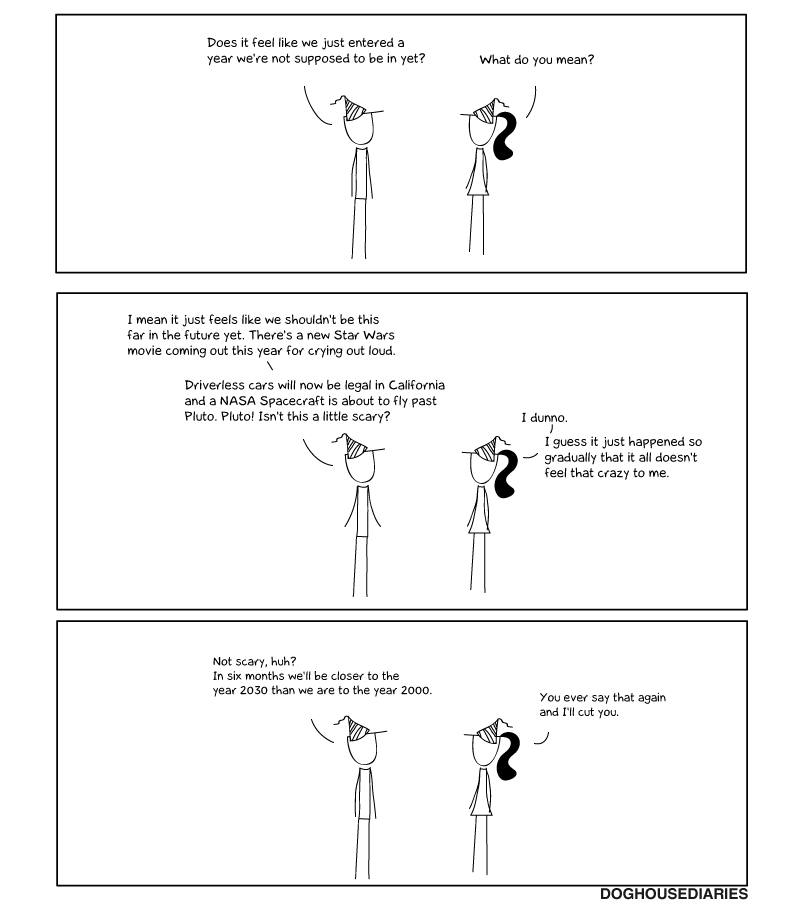 Does it feel like we just entered a
year we're not supposed to be in yet?
What do you mean?
I mean it just feels like we shouldn't be this
far in the future yet. There's a new Star Wars
movie coming out this year for crying out loud.
Driverless cars will now be legal in California
and a NASA Spacecraft is about to fly past
Pluto. Pluto! Isn't this a little scary?
I dunno.
I guess it just happened so
gradually that it all doesn't
feel that crazy to me.
Not scary, huh?
In six months we'll be closer to the
year 2030 than we are to the year 2000.
You ever say that again
and I'll cut you.
DOGHOUSEDIARIES